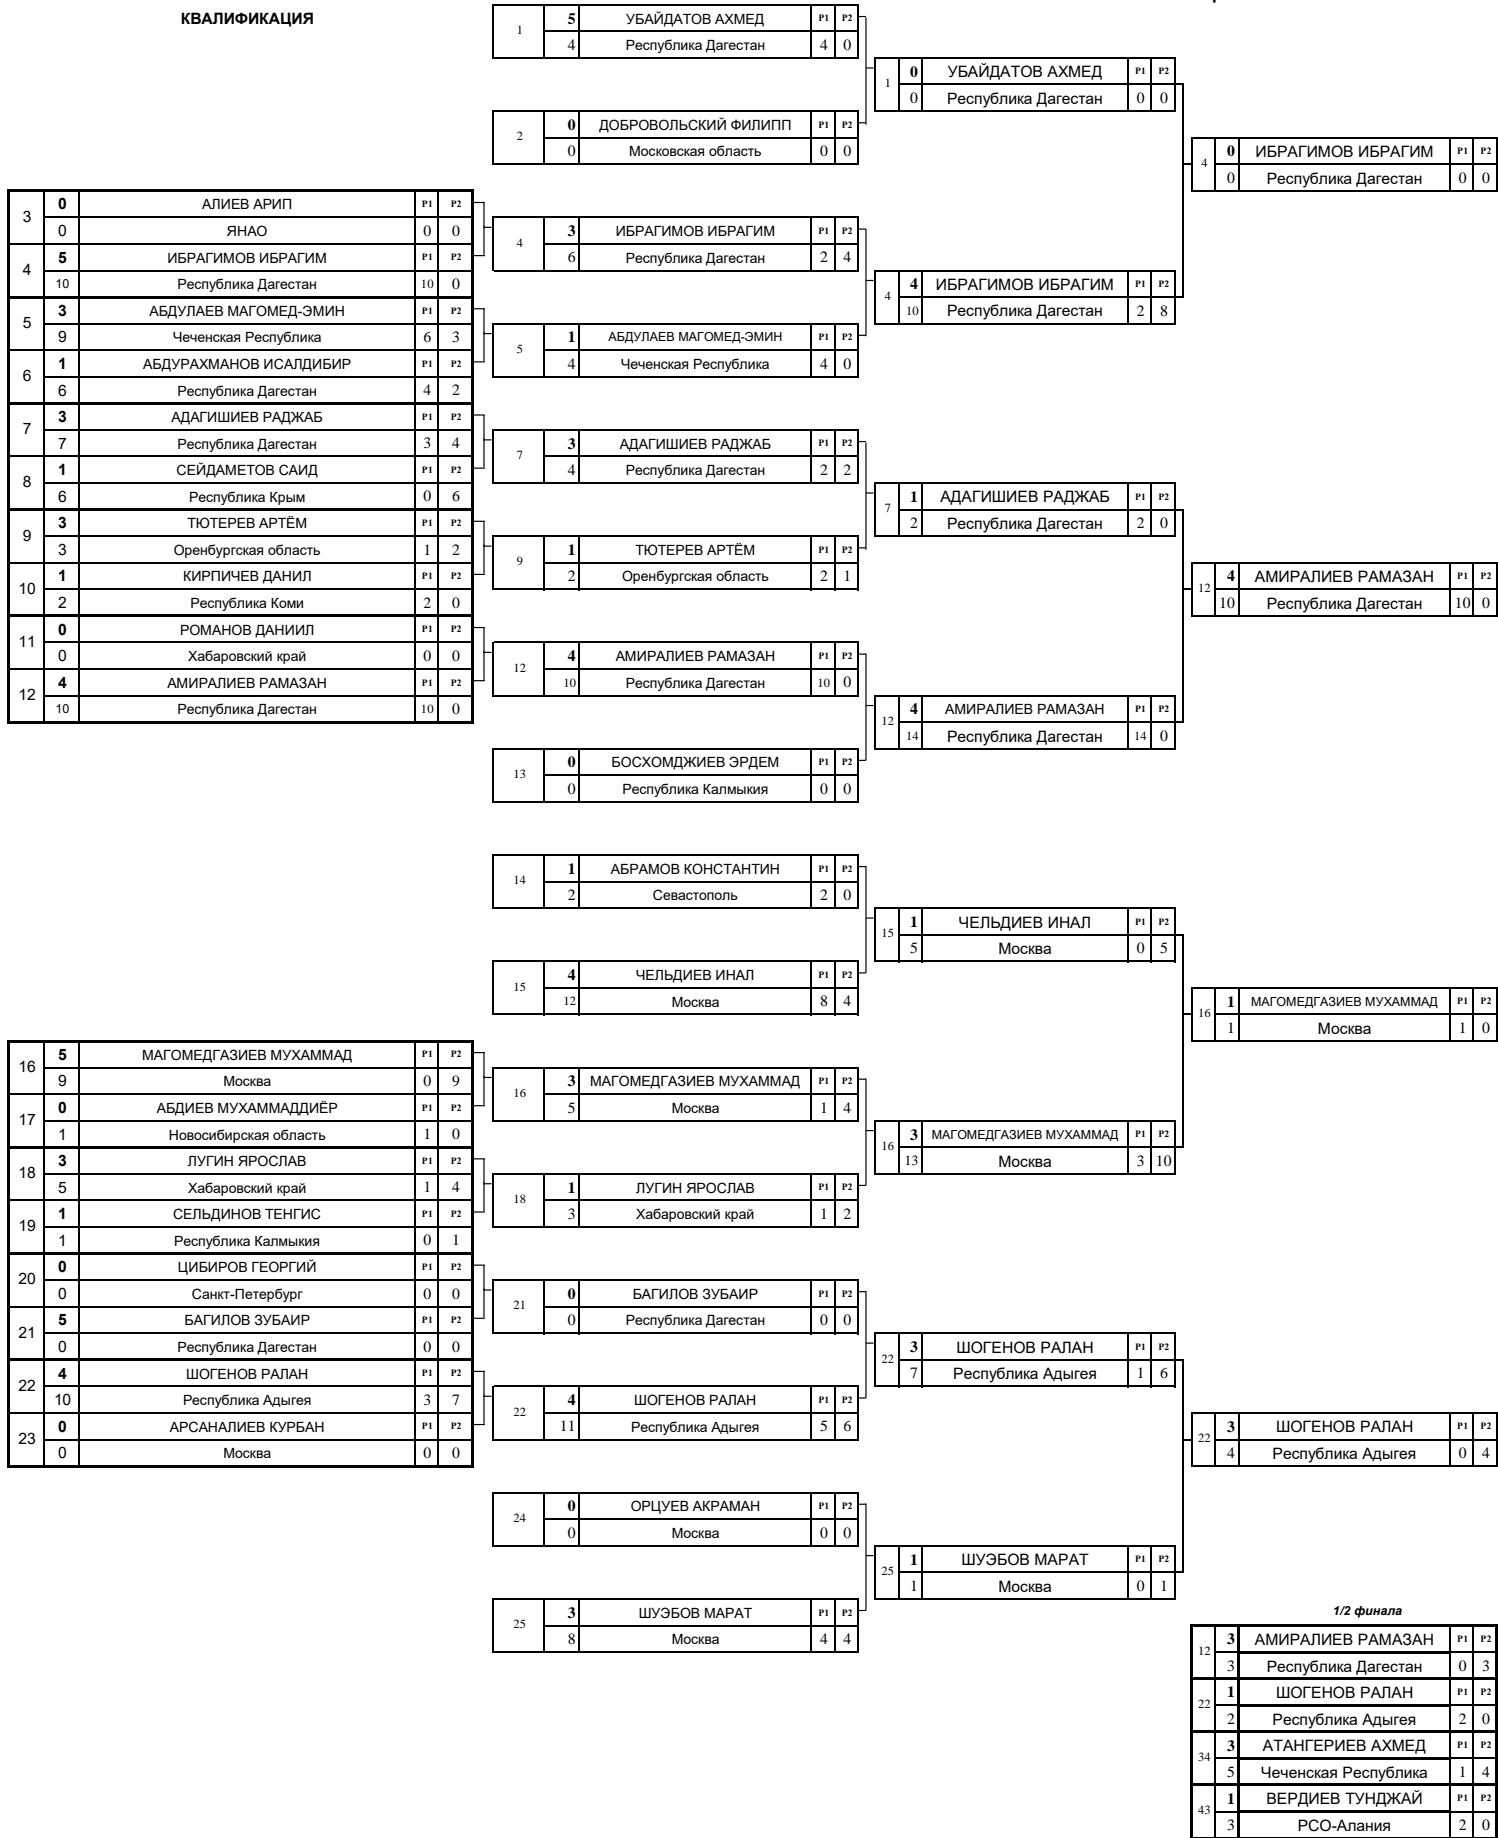 КВАЛИФИКАЦИЯ
1 5 УБАЙДАТОВ АХМЕД P1 P2
4 Республика Дагестан 4 0
2 0 ДОБРОВОЛЬСКИЙ ФИЛИПП P1 P2
0 Московская область 0 0
3 0 АЛИЕВ АРИП P1 P2
0 ЯНАО 0 0
4 5 ИБРАГИМОВ ИБРАГИМ P1 P2
10 Республика Дагестан 10 0
5 3 АБДУЛАЕВ МАГОМЕД-ЭМИН P1 P2
9 Чеченская Республика 6 3
6 1 АБДУРАХМАНОВ ИСАЛДИБИР P1 P2
6 Республика Дагестан 4 2
7 3 АДАГИШИЕВ РАДЖАБ P1 P2
7 Республика Дагестан 3 4
8 1 СЕЙДАМЕТОВ САИД P1 P2
6 Республика Крым 0 6
9 3 ТЮТЕРЕВ АРТЁМ P1 P2
3 Оренбургская область 1 2
10 1 КИРПИЧЕВ ДАНИЛ P1 P2
2 Республика Коми 2 0
11 0 РОМАНОВ ДАНИИЛ P1 P2
0 Хабаровский край 0 0
12 4 АМИРАЛИЕВ РАМАЗАН P1 P2
10 Республика Дагестан 10 0
16 5 МАГОМЕДГАЗИЕВ МУХАММАД P1 P2
9 Москва 0 9
17 0 АБДИЕВ МУХАММАДДИЁР P1 P2
1 Новосибирская область 1 0
18 3 ЛУГИН ЯРОСЛАВ P1 P2
5 Хабаровский край 1 4
19 1 СЕЛЬДИНОВ ТЕНГИС P1 P2
1 Республика Калмыкия 0 1
20 0 ЦИБИРОВ ГЕОРГИЙ P1 P2
0 Санкт-Петербург 0 0
21 5 БАГИЛОВ ЗУБАИР P1 P2
0 Республика Дагестан 0 0
22 4 ШОГЕНОВ РАЛАН P1 P2
10 Республика Адыгея 3 7
23 0 АРСАНАЛИЕВ КУРБАН P1 P2
0 Москва 0 0
4 3 ИБРАГИМОВ ИБРАГИМ P1 P2
6 Республика Дагестан 2 4
5 1 АБДУЛАЕВ МАГОМЕД-ЭМИН P1 P2
4 Чеченская Республика 4 0
7 3 АДАГИШИЕВ РАДЖАБ P1 P2
4 Республика Дагестан 2 2
9 1 ТЮТЕРЕВ АРТЁМ P1 P2
2 Оренбургская область 2 1
12 4 АМИРАЛИЕВ РАМАЗАН P1 P2
10 Республика Дагестан 10 0
13 0 БОСХОМДЖИЕВ ЭРДЕМ P1 P2
0 Республика Калмыкия 0 0
14 1 АБРАМОВ КОНСТАНТИН P1 P2
2 Севастополь 2 0
15 4 ЧЕЛЬДИЕВ ИНАЛ P1 P2
12 Москва 8 4
16 3 МАГОМЕДГАЗИЕВ МУХАММАД P1 P2
5 Москва 1 4
18 1 ЛУГИН ЯРОСЛАВ P1 P2
3 Хабаровский край 1 2
21 0 БАГИЛОВ ЗУБАИР P1 P2
0 Республика Дагестан 0 0
22 4 ШОГЕНОВ РАЛАН P1 P2
11 Республика Адыгея 5 6
24 0 ОРЦУЕВ АКРАМАН P1 P2
0 Москва 0 0
25 3 ШУЭБОВ МАРАТ P1 P2
8 Москва 4 4
1 0 УБАЙДАТОВ АХМЕД P1 P2
0 Республика Дагестан 0 0
4 4 ИБРАГИМОВ ИБРАГИМ P1 P2
10 Республика Дагестан 2 8
7 1 АДАГИШИЕВ РАДЖАБ P1 P2
2 Республика Дагестан 2 0
12 4 АМИРАЛИЕВ РАМАЗАН P1 P2
14 Республика Дагестан 14 0
15 1 ЧЕЛЬДИЕВ ИНАЛ P1 P2
5 Москва 0 5
16 3 МАГОМЕДГАЗИЕВ МУХАММАД P1 P2
13 Москва 3 10
22 3 ШОГЕНОВ РАЛАН P1 P2
7 Республика Адыгея 1 6
25 1 ШУЭБОВ МАРАТ P1 P2
1 Москва 0 1
4 0 ИБРАГИМОВ ИБРАГИМ P1 P2
0 Республика Дагестан 0 0
12 4 АМИРАЛИЕВ РАМАЗАН P1 P2
10 Республика Дагестан 10 0
16 1 МАГОМЕДГАЗИЕВ МУХАММАД P1 P2
1 Москва 1 0
22 3 ШОГЕНОВ РАЛАН P1 P2
4 Республика Адыгея 0 4
1/2 финала
12 3 АМИРАЛИЕВ РАМАЗАН P1 P2
3 Республика Дагестан 0 3
22 1 ШОГЕНОВ РАЛАН P1 P2
2 Республика Адыгея 2 0
34 3 АТАНГЕРИЕВ АХМЕД P1 P2
5 Чеченская Республика 1 4
43 1 ВЕРДИЕВ ТУНДЖАЙ P1 P2
3 РСО-Алания 2 0